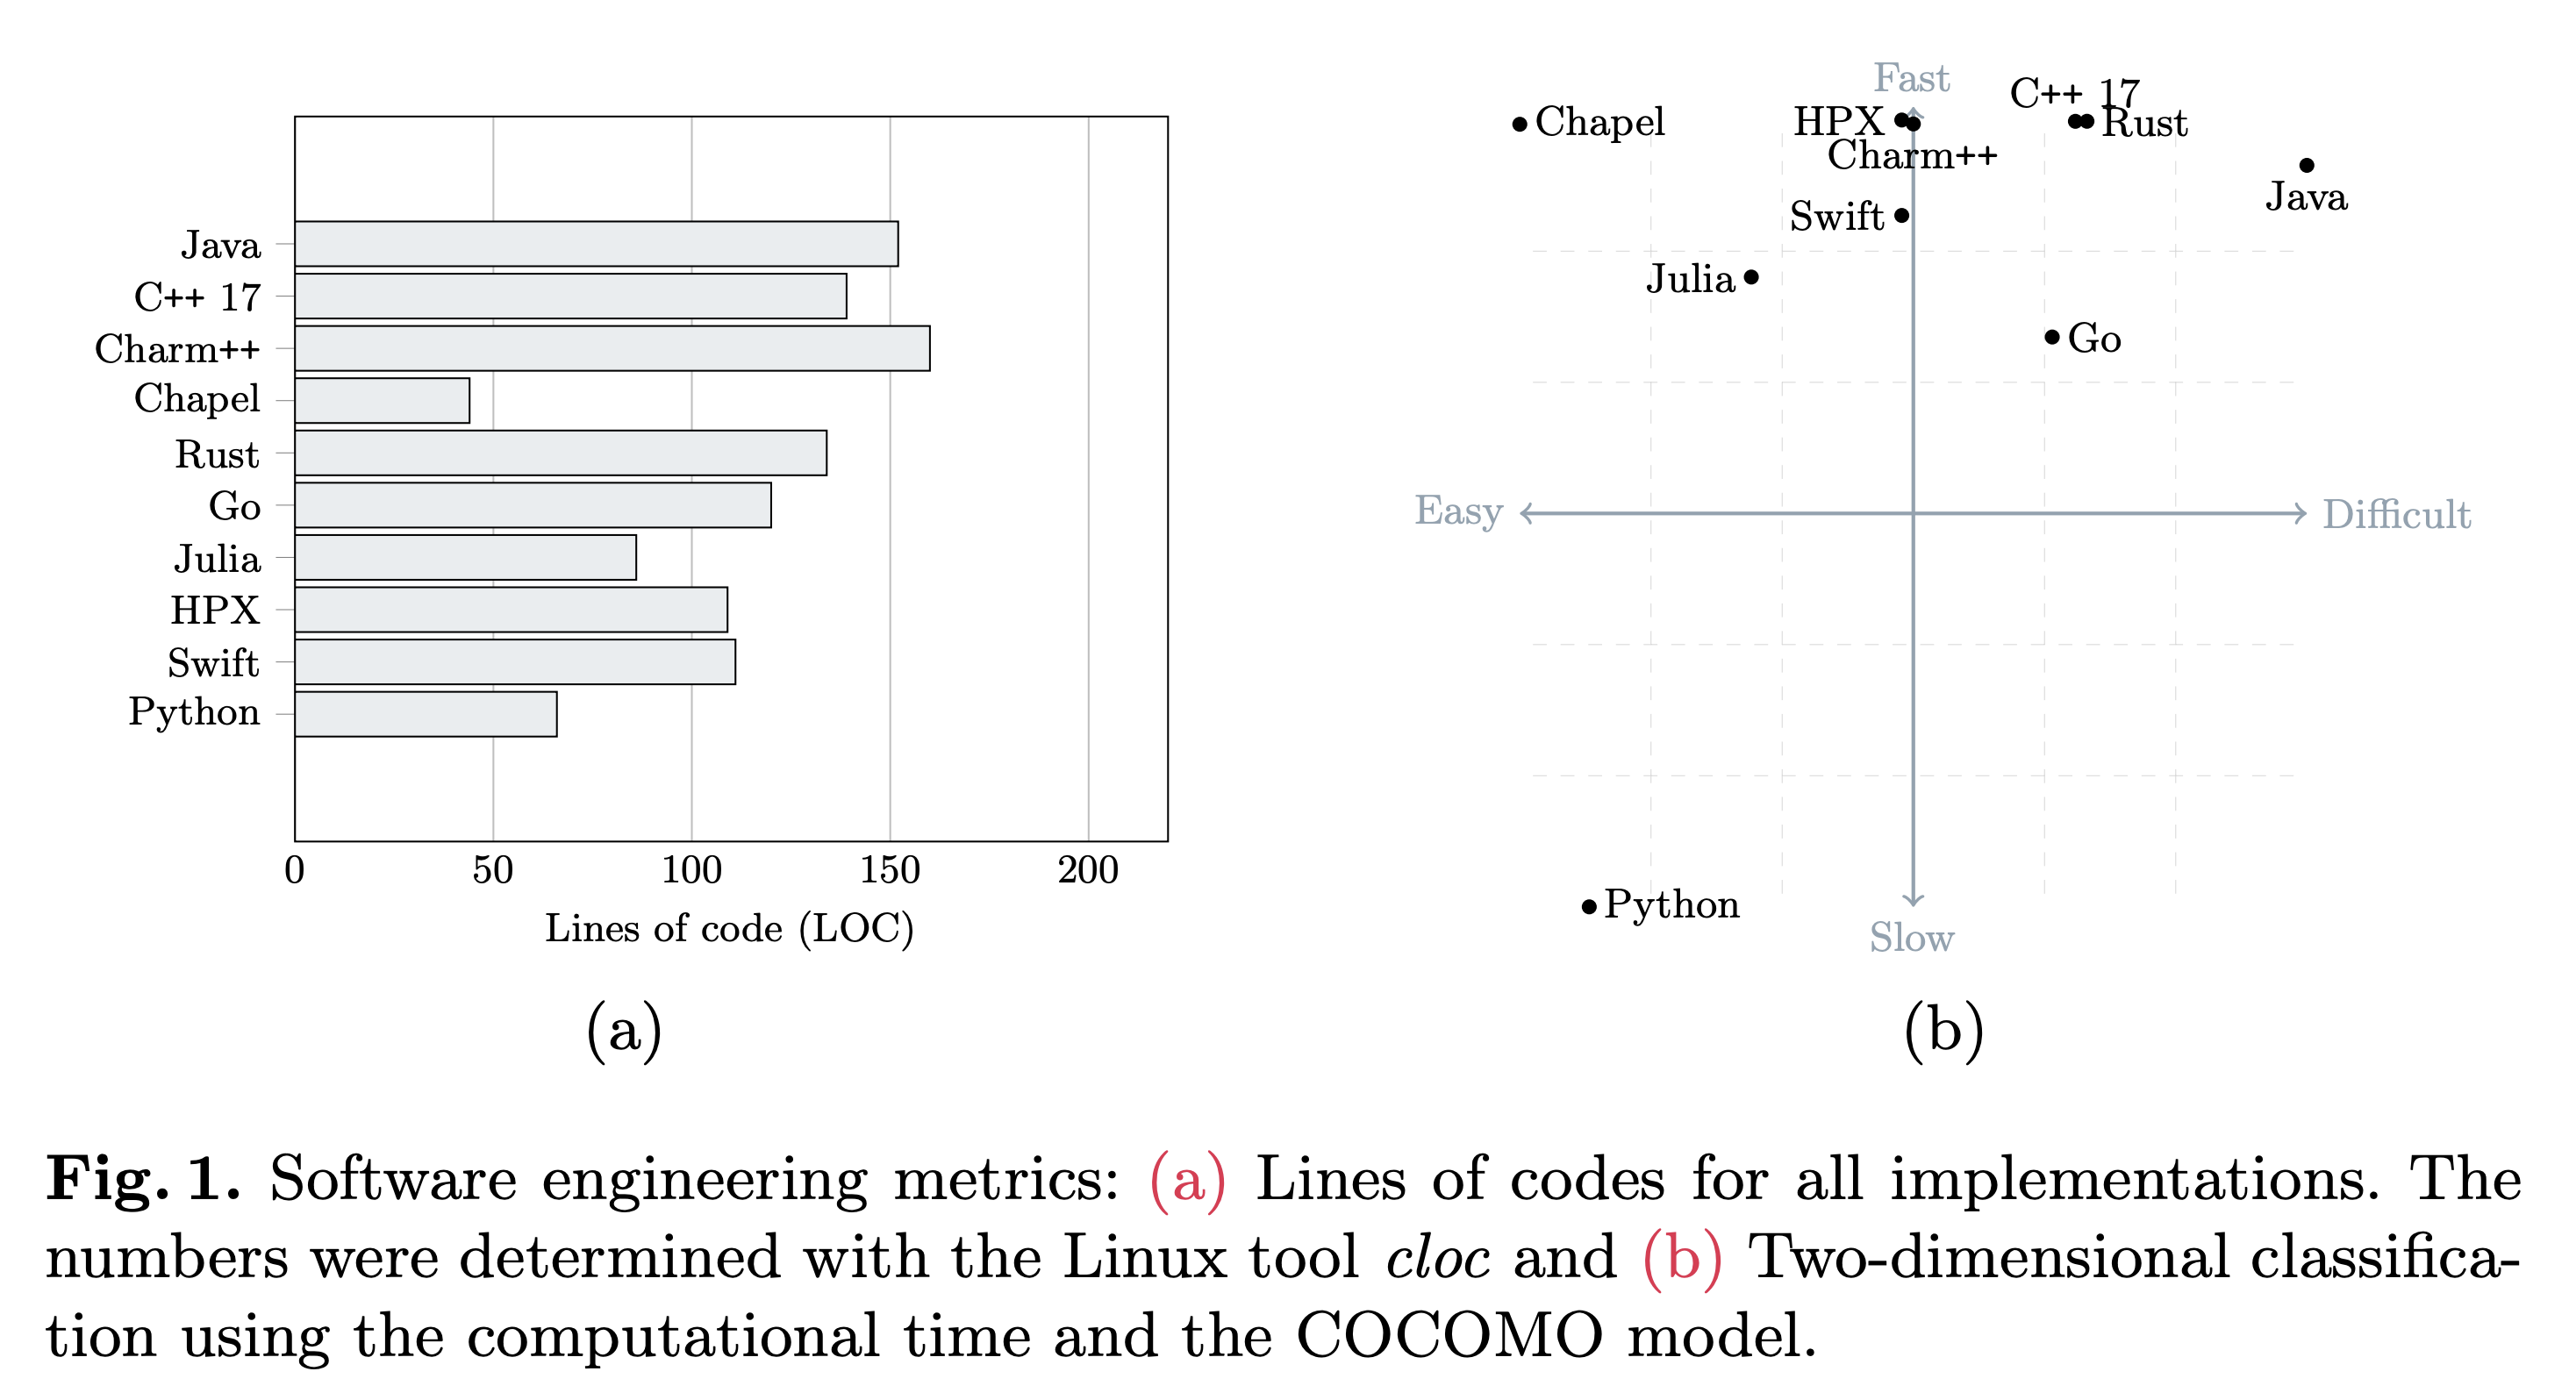 Java
C++ 17
Charm++
Chapel
Rust
Go
Julia
HPX
Swift
Python
0 50 100 150 200
Lines of code (LOC)
(a)
Fast
C++ 17
Chapel
HPX
Rust
Charm++
Java
Swift
Julia
Go
Easy
Difficult
Python
Slow
(b)
Fig. 1. Software engineering metrics: (a) Lines of codes for all implementations. The
numbers were determined with the Linux tool cloc and (b) Two-dimensional classifica-
tion using the computational time and the COCOMO model.